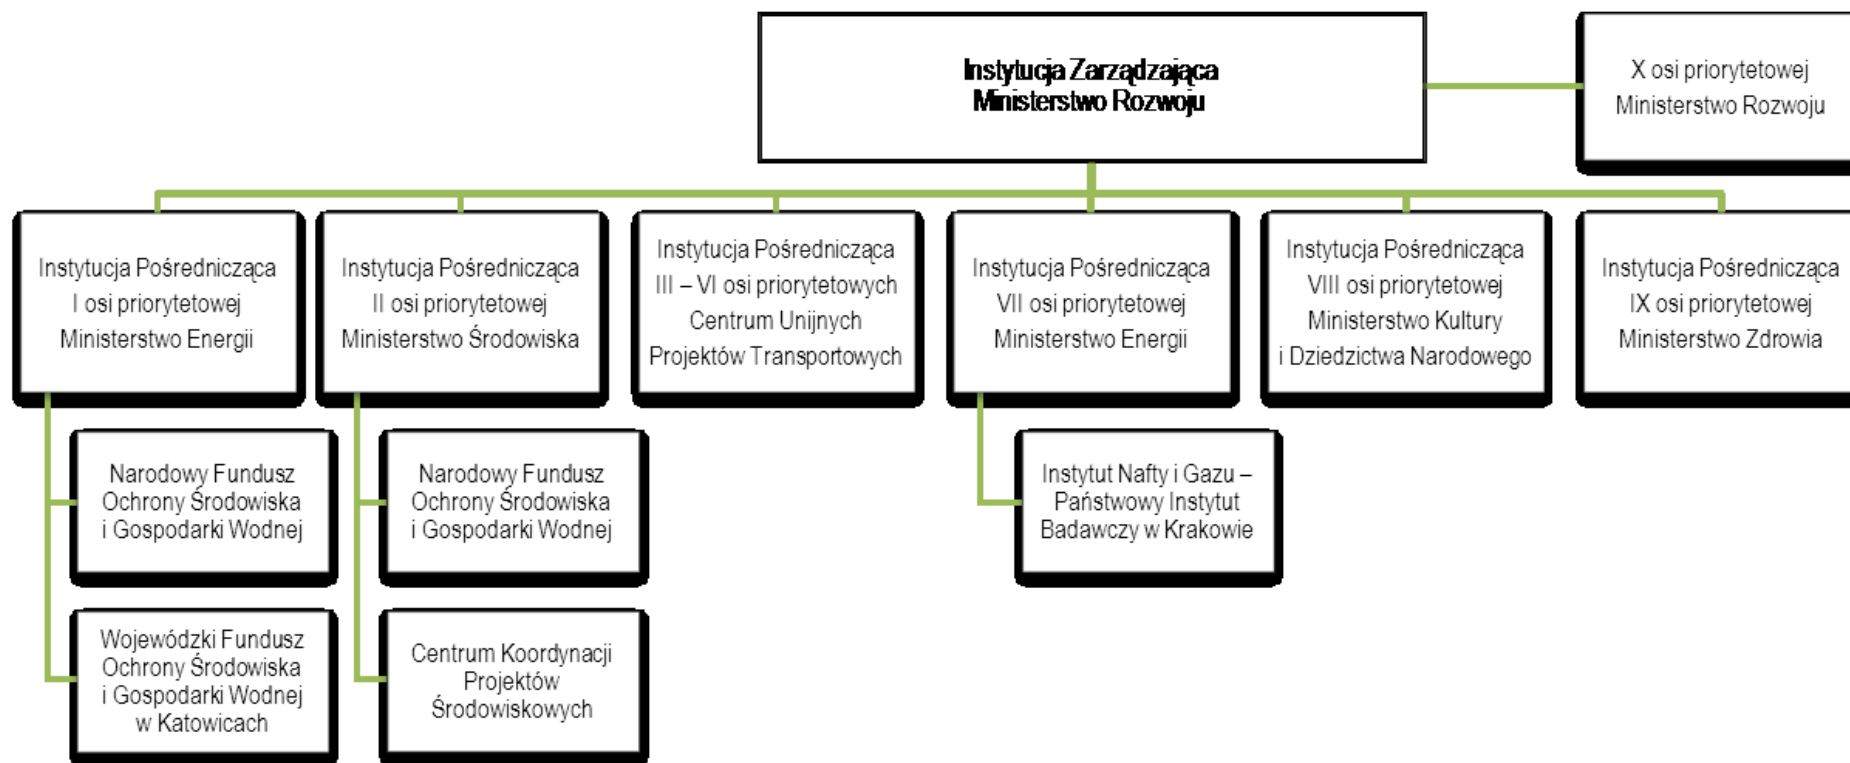 Instytucja Zarządzająca
Ministerstwo Rozwoju
X osi priorytetowej
Ministerstwo Rozwoju
Instytucja Pośrednicząca
I osi priorytetowej
Ministerstwo Energii
Instytucja Pośrednicząca
II osi priorytetowej
Ministerstwo Środowiska
Instytucja Pośrednicząca
III – VI osi priorytetowych
Centrum Unijnych
Projektów Transportowych
Instytucja Pośrednicząca
VII osi priorytetowej
Ministerstwo Energii
Instytucja Pośrednicząca
VIII osi priorytetowej
Ministerstwo Kultury
i Dziedzictwa Narodowego
Instytucja Pośrednicząca
IX osi priorytetowej
Ministerstwo Zdrowia
Narodowy Fundusz
Ochrony Środowiska
i Gospodarki Wodnej
Narodowy Fundusz
Ochrony Środowiska
i Gospodarki Wodnej
Instytut Nafty i Gazu –
Państwowy Instytut
Badawczy w Krakowie
Wojewódzki Fundusz
Ochrony Środowiska
i Gospodarki Wodnej
w Katowicach
Centrum Koordynacji
Projektów
Środowiskowych